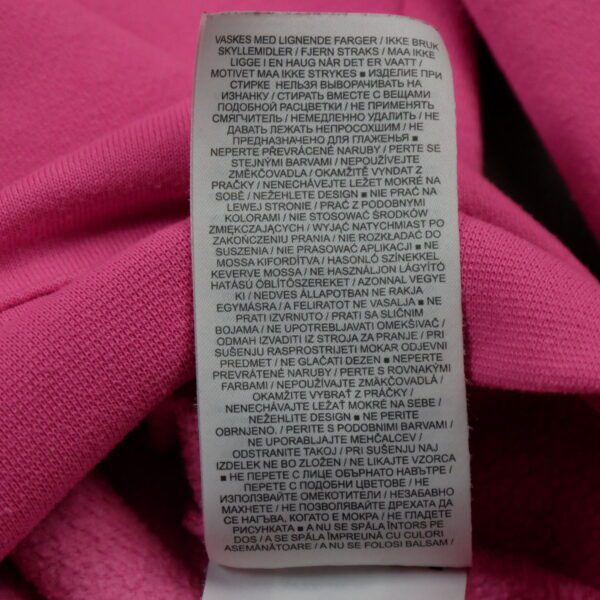 VASKES MED LIGNENDE FARGER / IKKE BRUK
SKYLLEMIDLER / FJERN STRAKS / MAA IKKE
LIGGE I EN HAUG NÅR DET ER VAATT /
MOTIVET MAA IKKE STRYKES ■ ИЗДЕЛИЕ ПРИ
СТИРКЕ НЕЛЬЗЯ ВЫВОРАЧИВАТЬ НА
ИЗНАНКУ / СТИРАТЬ ВМЕСТЕ С ВЕЩАМИ
ПОДОБНОЙ РАСЦВЕТКИ / НЕ ПРИМЕНЯТЬ
СМЯГЧИТЕЛЬ / НЕМЕДЛЕННО УДАЛИТЬ / НЕ
ДАВАТЬ ЛЕЖАТЬ НЕПРОСОХШИМ / НЕ
ПРЕДНАЗНАЧЕНО ДЛЯ ГЛАЖЕНЬЯ ■
NEPERTE PŘEVRÁCENÉ NARUBY / PERTE SE
STEJNÝMI BARVAMI / NEPOUŽÍVEJTE
ZMĚKČOVADLA / OKAMŽITĚ VYNDAT Z
PRAČKY / NENECHÁVEJTE LEŽET MOKRÉ NA
SOBĚ / NEŽEHLETE DESIGN ■ NIE PRAĆ NA
LEWEJ STRONIE / PRAĆ Z PODOBNYMI
KOLORAMI / NIE STOSOWAĆ ŚRODKÓW
ZMIĘKCZAJĄCYCH / WYJĄĆ NATYCHMIAST PO
ZAKOŃCZENIU PRANIA / NIE ROZKŁADAĆ DO
SUSZENIA / NIE PRASOWAĆ APLIKACJI ■ NE
MOSSA KIFORDÍTVA / HASONLÓ SZÍNEKKEL
KEVERVE MOSSA / NE HASZNÁLJON LÁGYÍTÓ
HATÁSÚ ÖBLÍTŐSZEREKET / AZONNAL VEGYE
KI / NEDVES ÁLLAPOTBAN NE RAKJA
EGYMÁSRA / A FELIRATOT NE VASALJA ■ NE
PRATI IZVRNUTO / PRATI SA SLIČNIM
BOJAMA / NE UPOTREBLJAVATI OMEKŠIVAČ /
ODMAH IZVADITI IZ STROJA ZA PRANJE / PRI
SUŠENJU RASPROSTRIJETI MOKAR ODJEVNI
PREDMET / NE GLAČATI DEZEN ■ NEPERTE
PREVRÁTENÉ NARUBY / PERTE S ROVNAKÝMI
FARBAMI / NEPOUŽÍVAJTE ZMÄKČOVADLÁ /
OKAMŽITE VYBRAŤ Z PRÁČKY /
NENECHÁVAJTE LEŽAŤ MOKRÉ NA SEBE /
NEŽEHLITE DESIGN ■ NE PERITE
OBRNJENO. / PERITE S PODOBNIMI BARVAMI /
NE UPORABLJAJTE MEHČALCEV /
ODSTRANITE TAKOJ / PRI SUŠENJU NAJ
IZDELEK NE BO ZLOŽEN / NE LIKAJTE VZORCA
■ НЕ ПЕРЕТЕ С ЛИЦЕ ОБЪРНАТО НАВЪТРЕ /
ПЕРЕТЕ С ПОДОБНИ ЦВЕТОВЕ / НЕ
ИЗПОЛЗВАЙТЕ ОМЕКОТИТЕЛИ / НЕЗАБАВНО
МАХНЕТЕ / НЕ ПОЗВОЛЯВАЙТЕ ДРЕХАТА ДА
СЕ НАГЪВА, КОГАТО Е МОКРА / НЕ ГЛАДЕТЕ
РИСУНКАТА ■ A NU SE SPĂLA ÎNTORS PE
DOS / A SE SPĂLA ÎMPREUNĂ CU CULORI
ASEMĂNĂTOARE / A NU SE FOLOSI BALSAM /